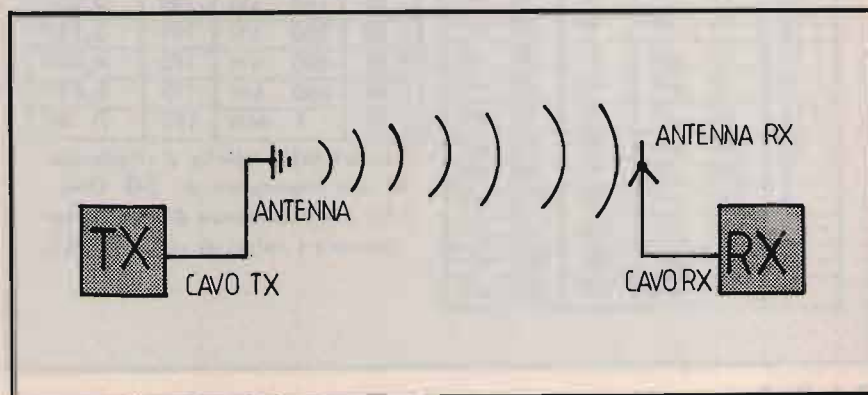 ANTENNA RX
ANTENNA
TX
CAVO TX
CAVO RX
RX